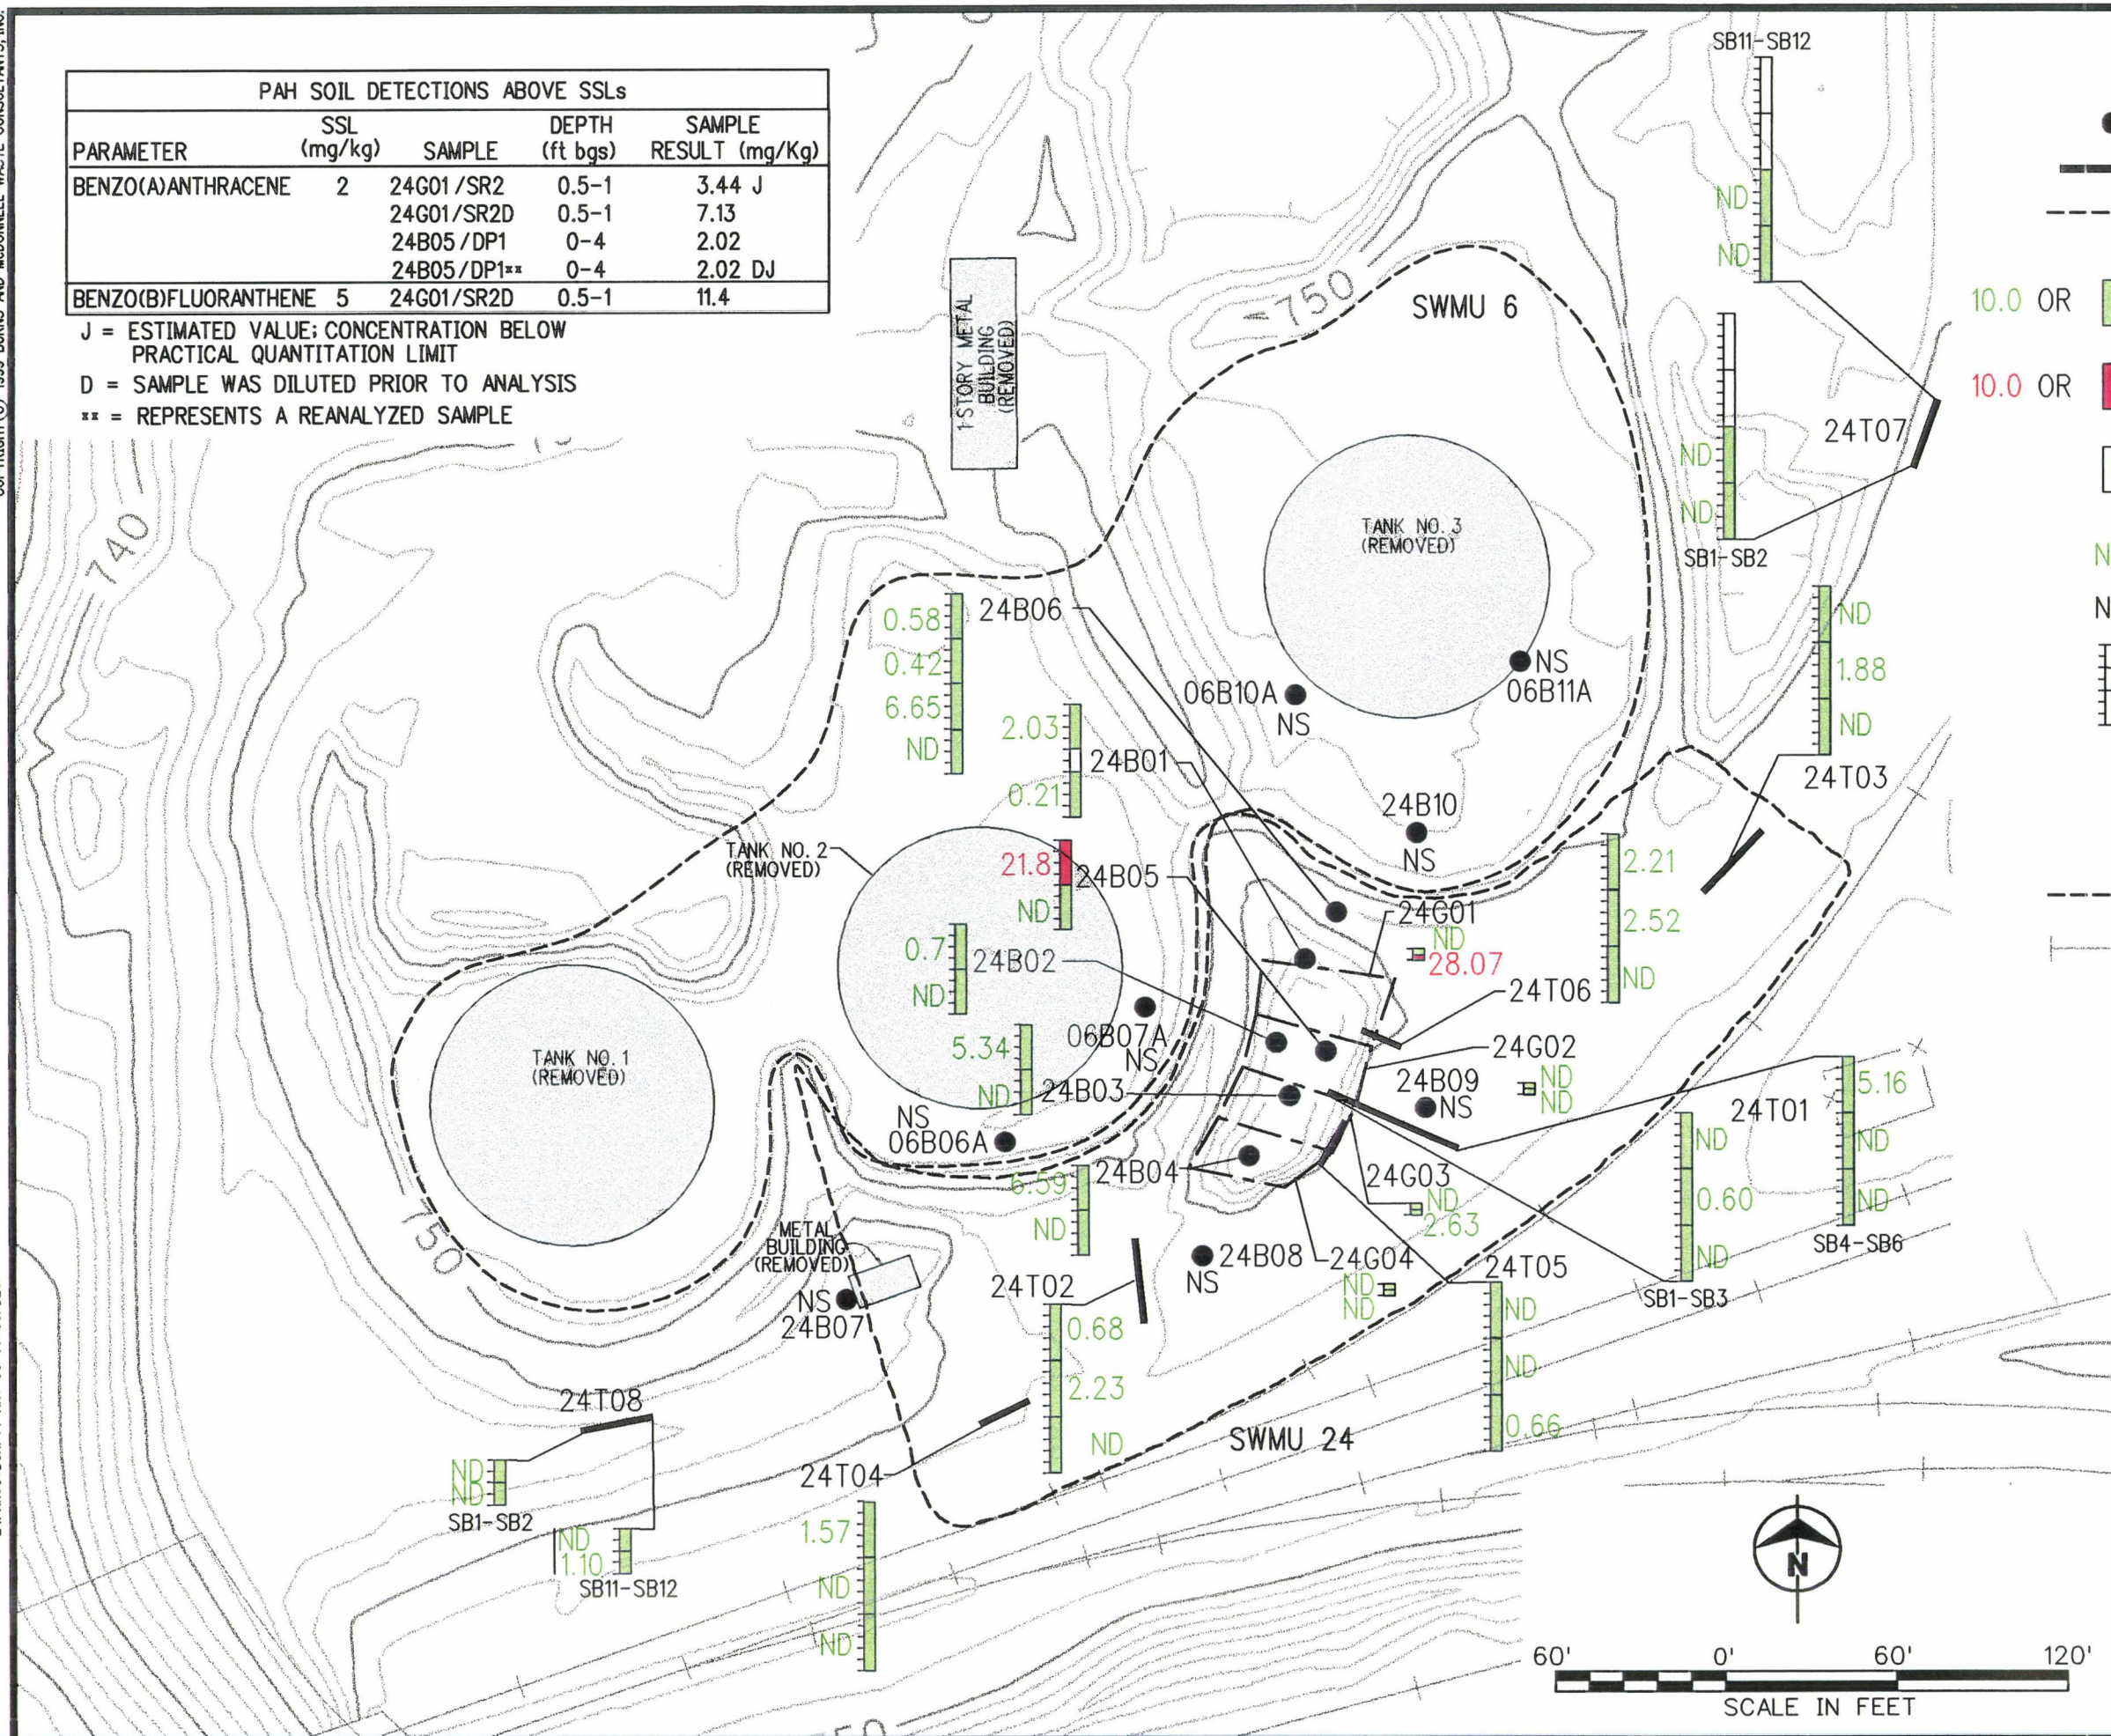 PAH SOIL DETECTIONS ABOVE SSLs
PARAMETER SSL (mg/kg) SAMPLE DEPTH (ft bgs) SAMPLE RESULT (mg/Kg)
BENZO(A)ANTHRACENE 2 24G01/SR2 0.5-1 3.44 J
24G01/SR2D 0.5-1 7.13
24B05/DP1 0-4 2.02
24B05/DP1** 0-4 2.02 DJ
BENZO(B)FLUORANTHENE 5 24G01/SR2D 0.5-1 11.4
J = ESTIMATED VALUE; CONCENTRATION BELOW
PRACTICAL QUANTITATION LIMIT
D = SAMPLE WAS DILUTED PRIOR TO ANALYSIS
** = REPRESENTS A REANALYZED SAMPLE
SB11-SB12
ND
ND
10.0 OR
10.0 OR
750
SWMU 6
1-STORY METAL
BUILDING
(REMOVED)
24T07
ND
ND
SB1-SB2
740
TANK NO. 3
(REMOVED)
0.58
0.42
6.65
ND
24B06
06B10A
NS
NS
06B11A
ND
1.88
ND
24T03
2.03
0.21
24B01
24B10
NS
TANK NO. 2
(REMOVED)
21.8
ND
24B05
2.21
2.52
ND
24G01
ND
28.07
24T06
0.7
ND
24B02
06B07A
NS
5.34
ND
24B03
24G02
ND
ND
24B09
NS
TANK NO. 1
(REMOVED)
NS
06B06A
24T01
5.16
ND
ND
SB4-SB6
ND
0.60
ND
SB1-SB3
6.59
ND
24B04
24G03
ND
2.63
750
METAL
BUILDING
(REMOVED)
NS
24B07
24B08
NS
24G04
ND
ND
24T05
ND
ND
0.66
24T02
0.68
2.23
ND
24T08
ND
ND
SB1-SB2
ND
1.10
SB11-SB12
24T04
1.57
ND
ND
SWMU 24
N
60' 0' 60' 120'
SCALE IN FEET